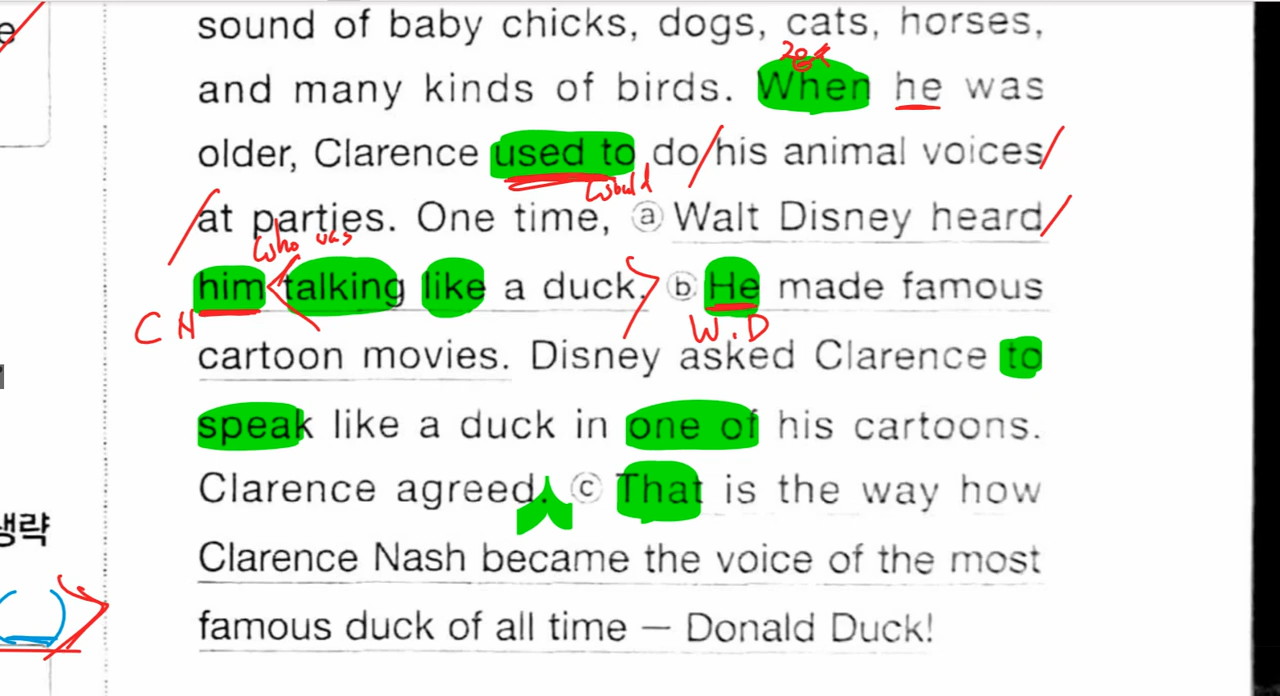 e
sound of baby chicks, dogs, cats, horses,
and many kinds of birds. When he was
older, Clarence used to do his animal voices
would
at parties. One time, ⓐ Walt Disney heard
who was
him talking like a duck. ⓑ He made famous
C N
W.D
cartoon movies. Disney asked Clarence to
speak like a duck in one of his cartoons.
Clarence agreed. ⓒ That is the way how
생략
Clarence Nash became the voice of the most
famous duck of all time – Donald Duck!